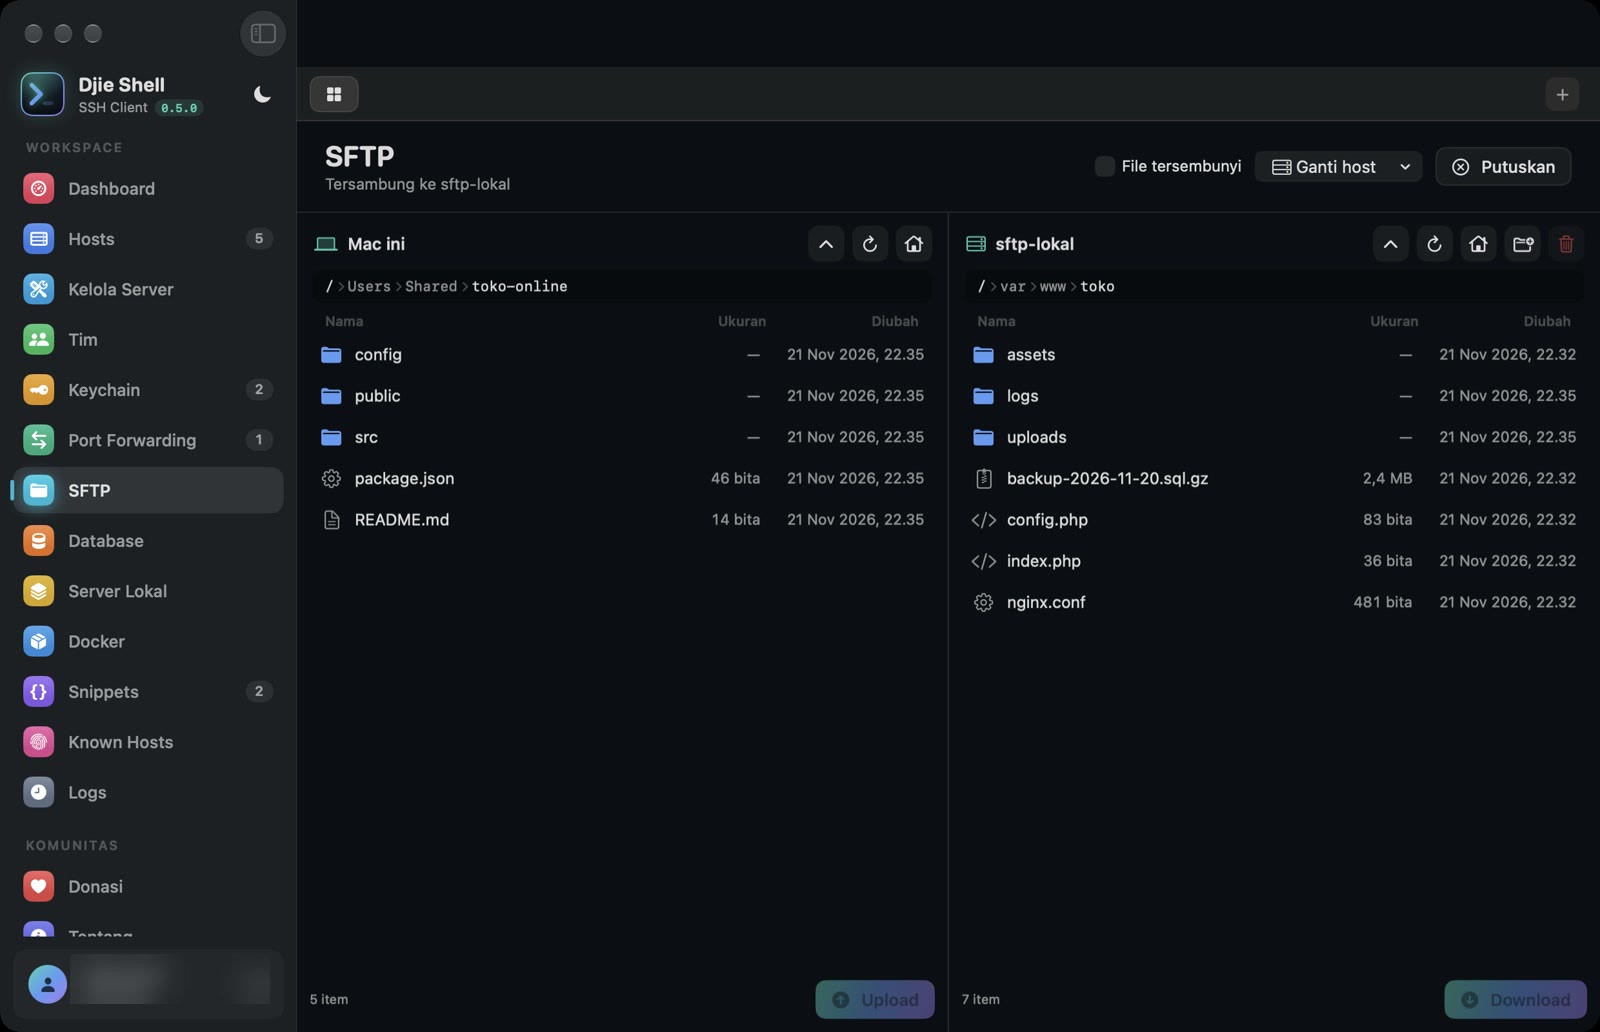 Djie Shell
SSH Client 0.5.0
WORKSPACE
Dashboard
Hosts 5
Kelola Server
Tim
Keychain 2
Port Forwarding 1
SFTP
Database
Server Lokal
Docker
Snippets 2
Known Hosts
Logs
KOMUNITAS
Donasi
Tentang
SFTP
Tersambung ke sftp-lokal
File tersembunyi
Ganti host
Putuskan
Mac ini
/ > Users > Shared > toko-online
Nama Ukuran Diubah
config — 21 Nov 2026, 22.35
public — 21 Nov 2026, 22.35
src — 21 Nov 2026, 22.35
package.json 46 bita 21 Nov 2026, 22.35
README.md 14 bita 21 Nov 2026, 22.35
5 item
Upload
sftp-lokal
/ > var > www > toko
Nama Ukuran Diubah
assets — 21 Nov 2026, 22.32
logs — 21 Nov 2026, 22.35
uploads — 21 Nov 2026, 22.35
backup-2026-11-20.sql.gz 2,4 MB 21 Nov 2026, 22.32
config.php 83 bita 21 Nov 2026, 22.32
index.php 36 bita 21 Nov 2026, 22.32
nginx.conf 481 bita 21 Nov 2026, 22.32
7 item
Download